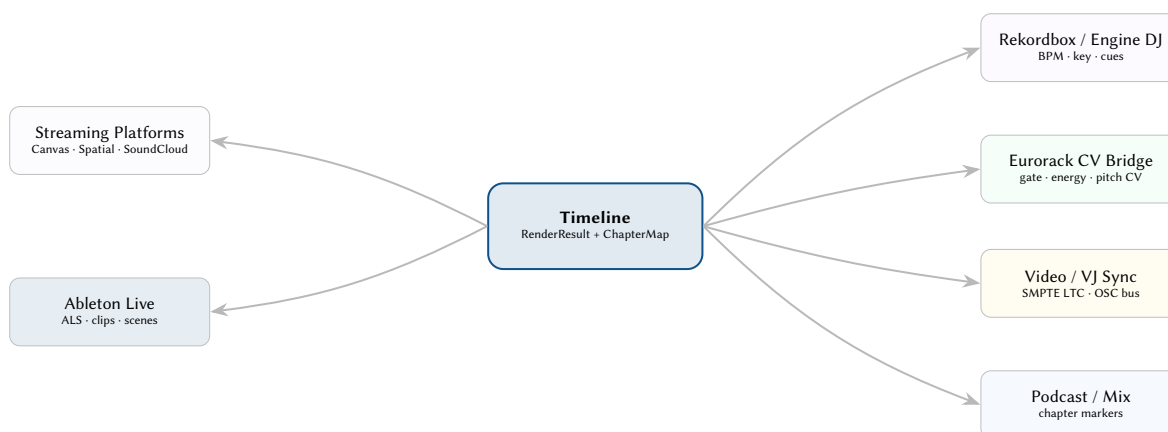 Rekordbox / Engine DJ
BPM · key · cues
Streaming Platforms
Canvas · Spatial · SoundCloud
Eurorack CV Bridge
gate · energy · pitch CV
Timeline
RenderResult + ChapterMap
Ableton Live
ALS · clips · scenes
Video / VJ Sync
SMPTE LTC · OSC bus
Podcast / Mix
chapter markers